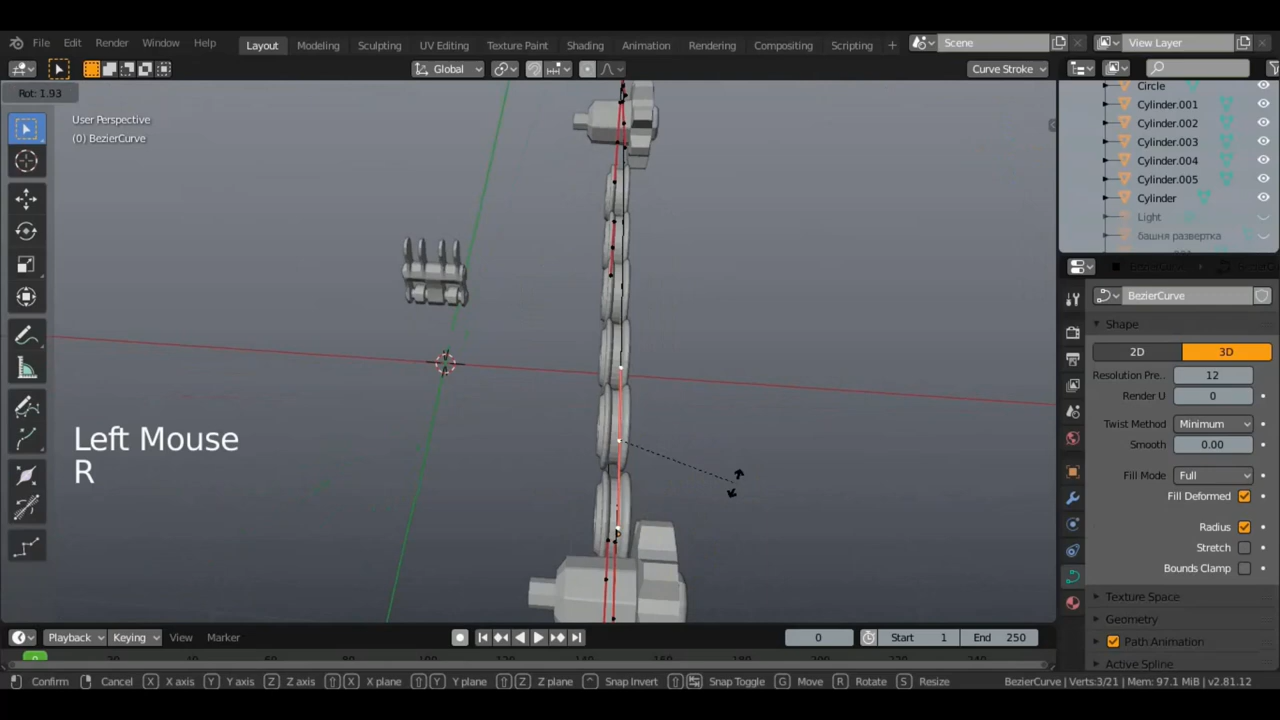 File Edit Render Window Help Layout Modeling Sculpting UV Editing Texture Paint Shading Animation Rendering Compositing Scripting + Scene View Layer
Global Curve Stroke
Rot: 1.93
User Perspective
(0) BezierCurve
Circle
Cylinder.001
Cylinder.002
Cylinder.003
Cylinder.004
Cylinder.005
Cylinder
Light
башня развертка
BezierCurve
Shape
2D 3D
Resolution Pre.. 12
Render U 0
Twist Method Minimum
Smooth 0.00
Fill Mode Full
Fill Deformed
Radius
Stretch
Bounds Clamp
Texture Space
Geometry
Path Animation
Active Spline
Left Mouse
R
Playback Keying View Marker 0 Start 1 End 250
0
Confirm Cancel X X axis Y Y axis Z Z axis X X plane Y Y plane Z Z plane Snap Invert Snap Toggle G Move R Rotate S Resize BezierCurve | Verts:3/21 | Mem: 97.1 MiB | v2.81.12